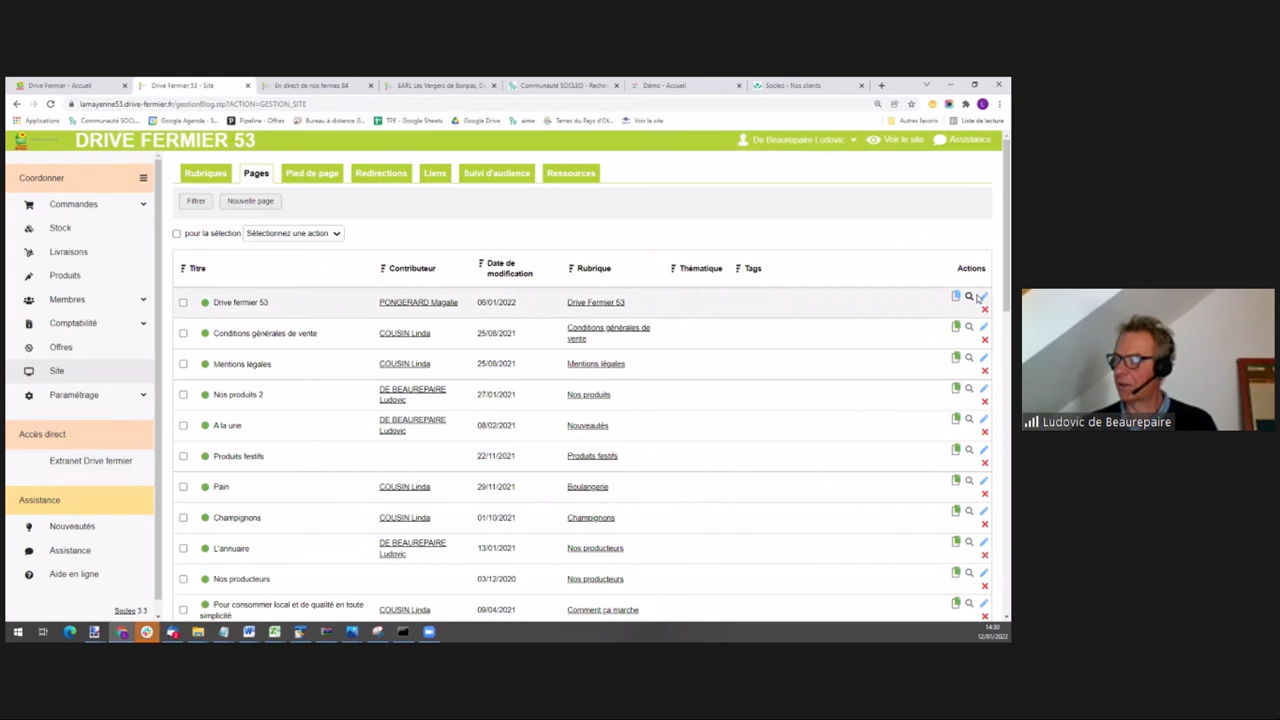 Drive Fermier - Accueil
Drive Fermier 53 - Site
En direct de nos fermes 84
EARL Les Vergers de Bonpas, D
Communauté SOCLEO - Reche
Démo - Accueil
Socleo - Nos clients
lamayenne53.drive-fermier.fr/gestionBlog.stp?ACTION=GESTION_SITE
Applications
Communauté SOCL...
Google Agenda - S...
Pipeline - Offres
Bureau à distance G...
TPE - Google Sheets
Google Drive
aime
Terres du Pays d'Ot...
Voir le site
Autres favoris
Liste de lecture
DRIVE FERMIER 53
De Beaurepaire Ludovic
Voir le site
Assistance
Coordonner
Commandes
Stock
Livraisons
Produits
Membres
Comptabilité
Offres
Site
Paramétrage
Accès direct
Extranet Drive fermier
Assistance
Nouveautés
Assistance
Aide en ligne
Socleo 3.3
Rubriques
Pages
Pied de page
Redirections
Liens
Suivi d'audience
Ressources
Filtrer
Nouvelle page
pour la sélection
Sélectionnez une action
Titre
Contributeur
Date de
modification
Rubrique
Thématique
Tags
Actions
Drive fermier 53
PONGERARD Magalie
06/01/2022
Drive Fermier 53
Conditions générales de vente
COUSIN Linda
25/08/2021
Conditions générales de
vente
Mentions légales
COUSIN Linda
25/08/2021
Mentions légales
Nos produits 2
DE BEAUREPAIRE
Ludovic
27/01/2021
Nos produits
A la une
DE BEAUREPAIRE
Ludovic
08/02/2021
Nouveautés
Produits festifs
22/11/2021
Produits festifs
Pain
COUSIN Linda
29/11/2021
Boulangerie
Champignons
COUSIN Linda
01/10/2021
Champignons
L'annuaire
DE BEAUREPAIRE
Ludovic
13/01/2021
Nos producteurs
Nos producteurs
03/12/2020
Nos producteurs
Pour consommer local et de qualité en toute
simplicité
COUSIN Linda
09/04/2021
Comment ça marche
14:30
12/01/2022
Ludovic de Beaurepaire